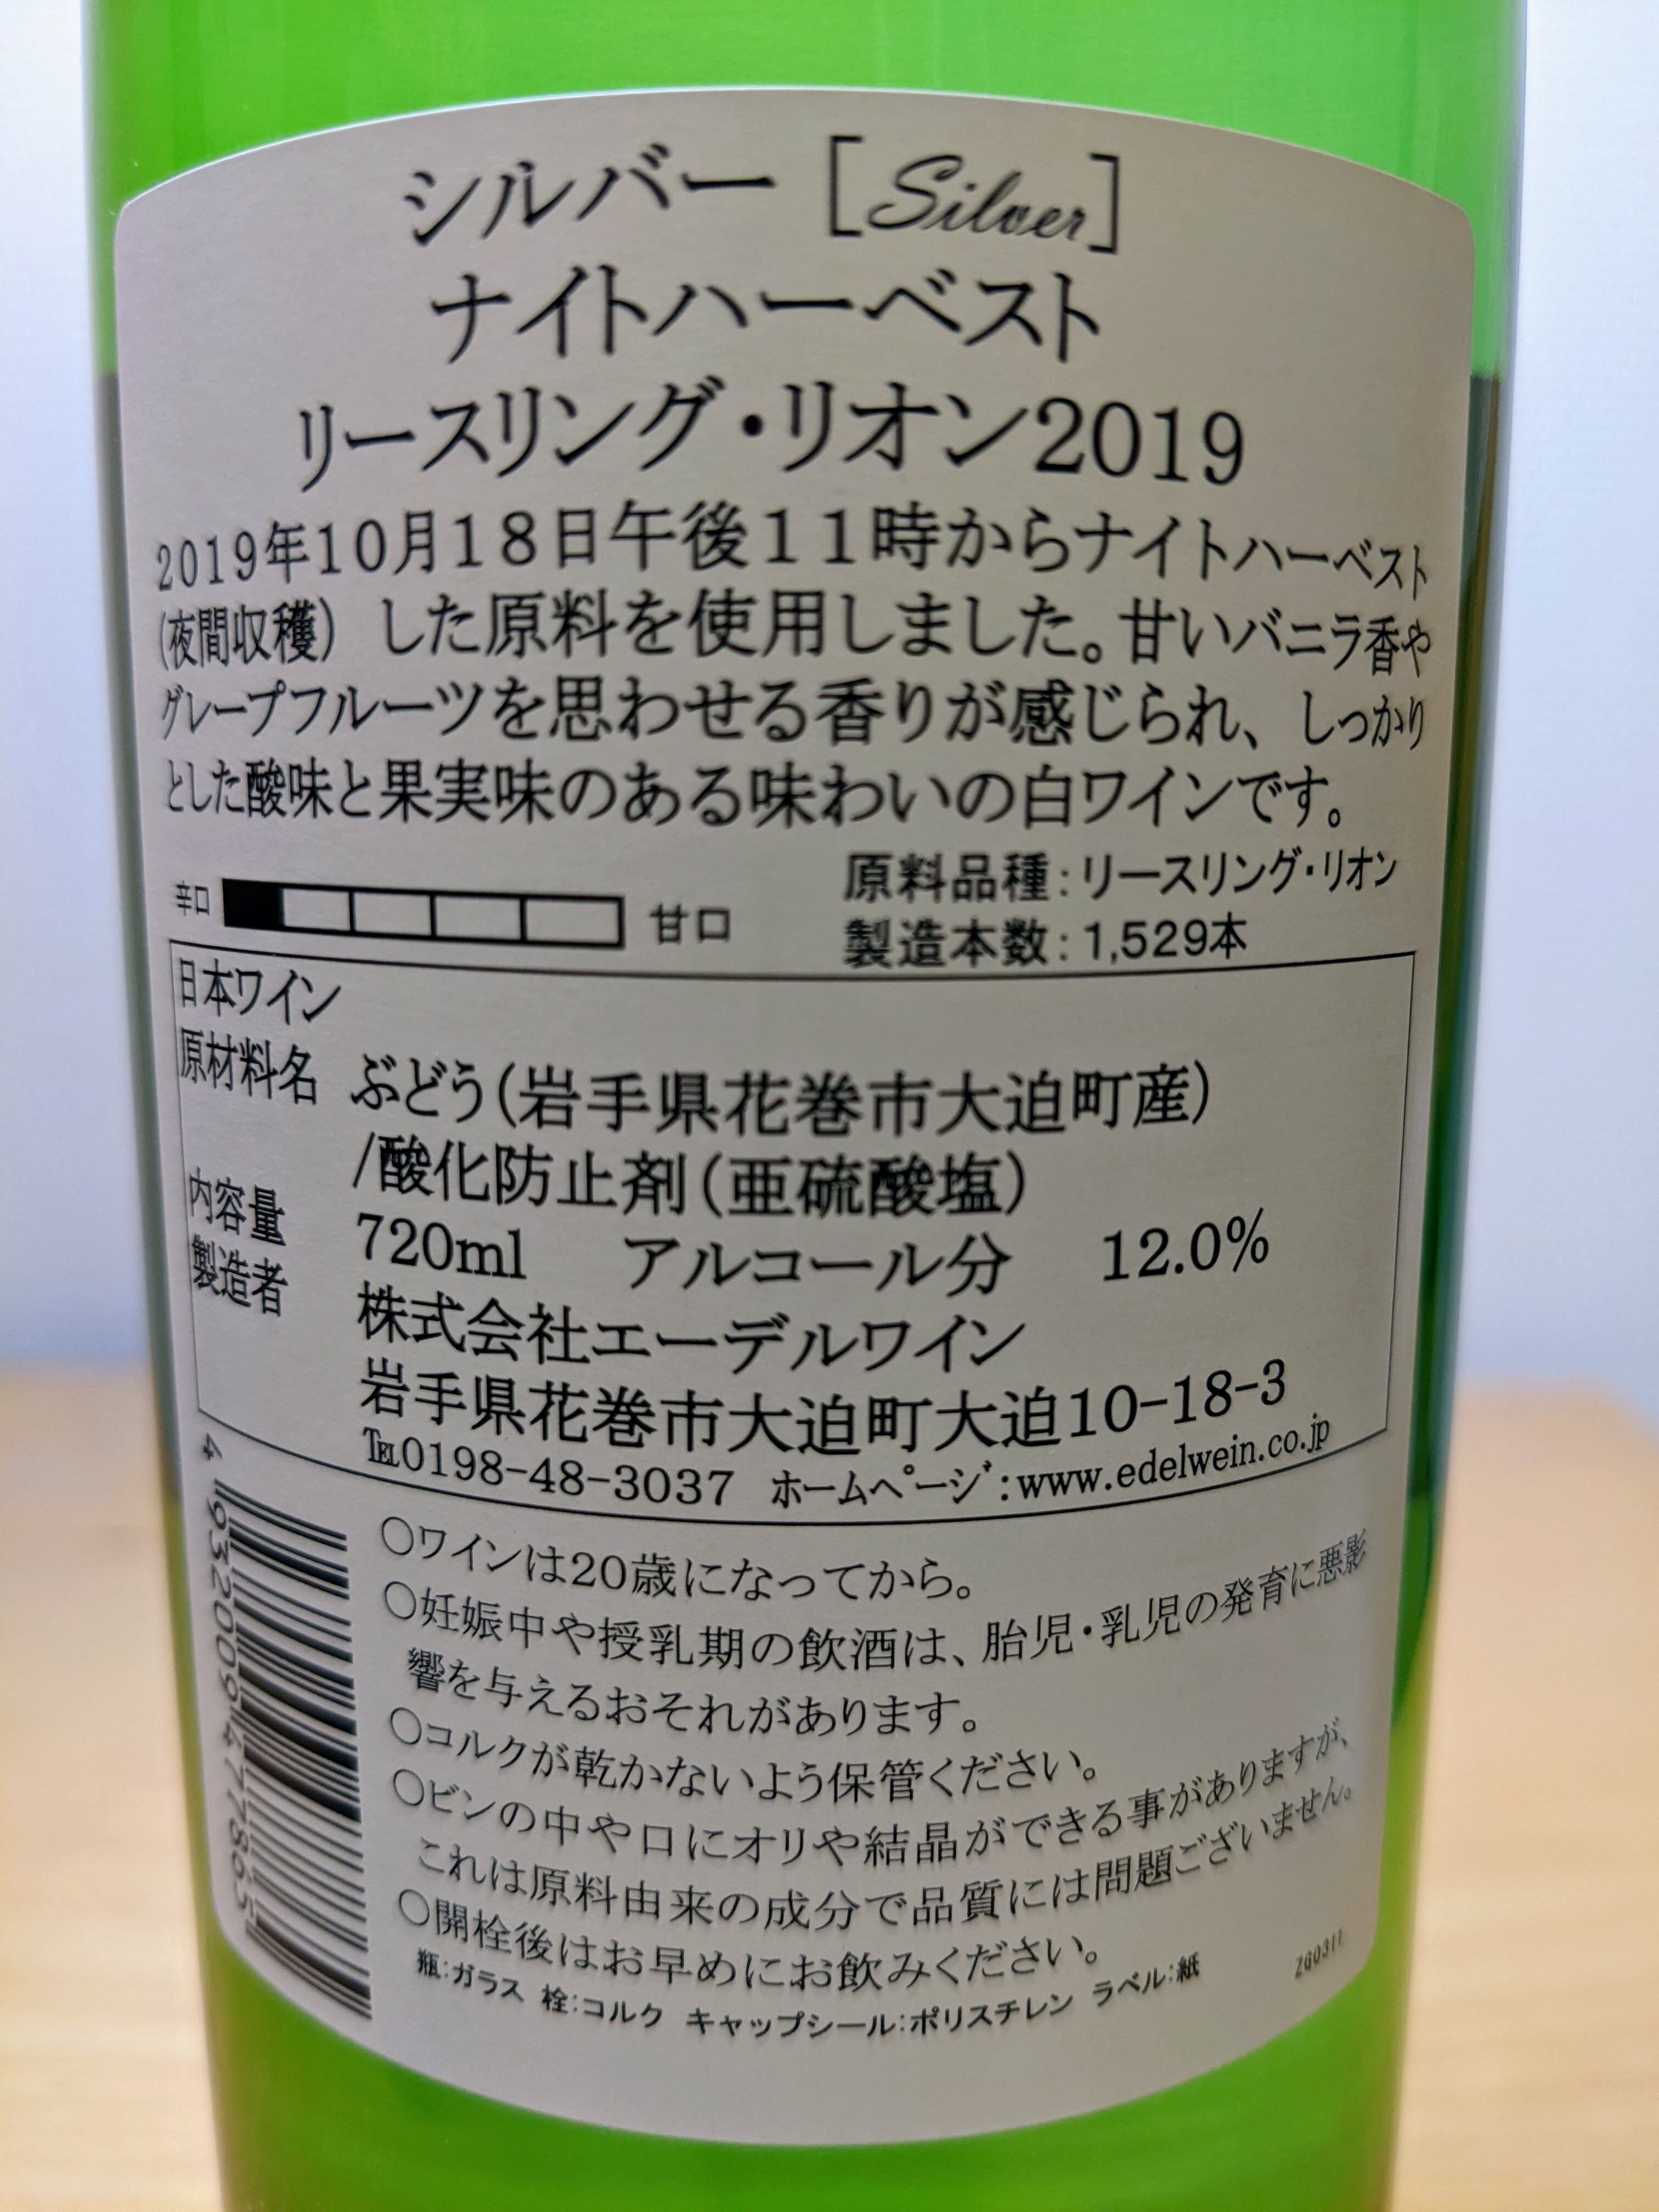 シルバー［Silver］
ナイトハーベスト
リースリング・リオン2019
2019年10月18日午後11時からナイトハーベスト
(夜間収穫）した原料を使用しました。甘いバニラ香や
グレープフルーツを思わせる香りが感じられ、しっかり
とした酸味と果実味のある味わいの白ワインです。
辛口 甘口
原料品種：リースリング・リオン
製造本数：1,529本
日本ワイン
原材料名 ぶどう（岩手県花巻市大迫町産）
/酸化防止剤（亜硫酸塩）
内容量 720ml アルコール分 12.0%
製造者 株式会社エーデルワイン
岩手県花巻市大迫町大迫10-18-3
℡0198-48-3037 ホームページ：www.edelwein.co.jp
4 932009 477865
○ワインは20歳になってから。
○妊娠中や授乳期の飲酒は、胎児・乳児の発育に悪影
響を与えるおそれがあります。
○コルクが乾かないよう保管ください。
○ビンの中や口にオリや結晶ができる事がありますが、
これは原料由来の成分で品質には問題ございません。
○開栓後はお早めにお飲みください。
瓶：ガラス 栓：コルク キャップシール：ポリスチレン ラベル：紙
ZG0311